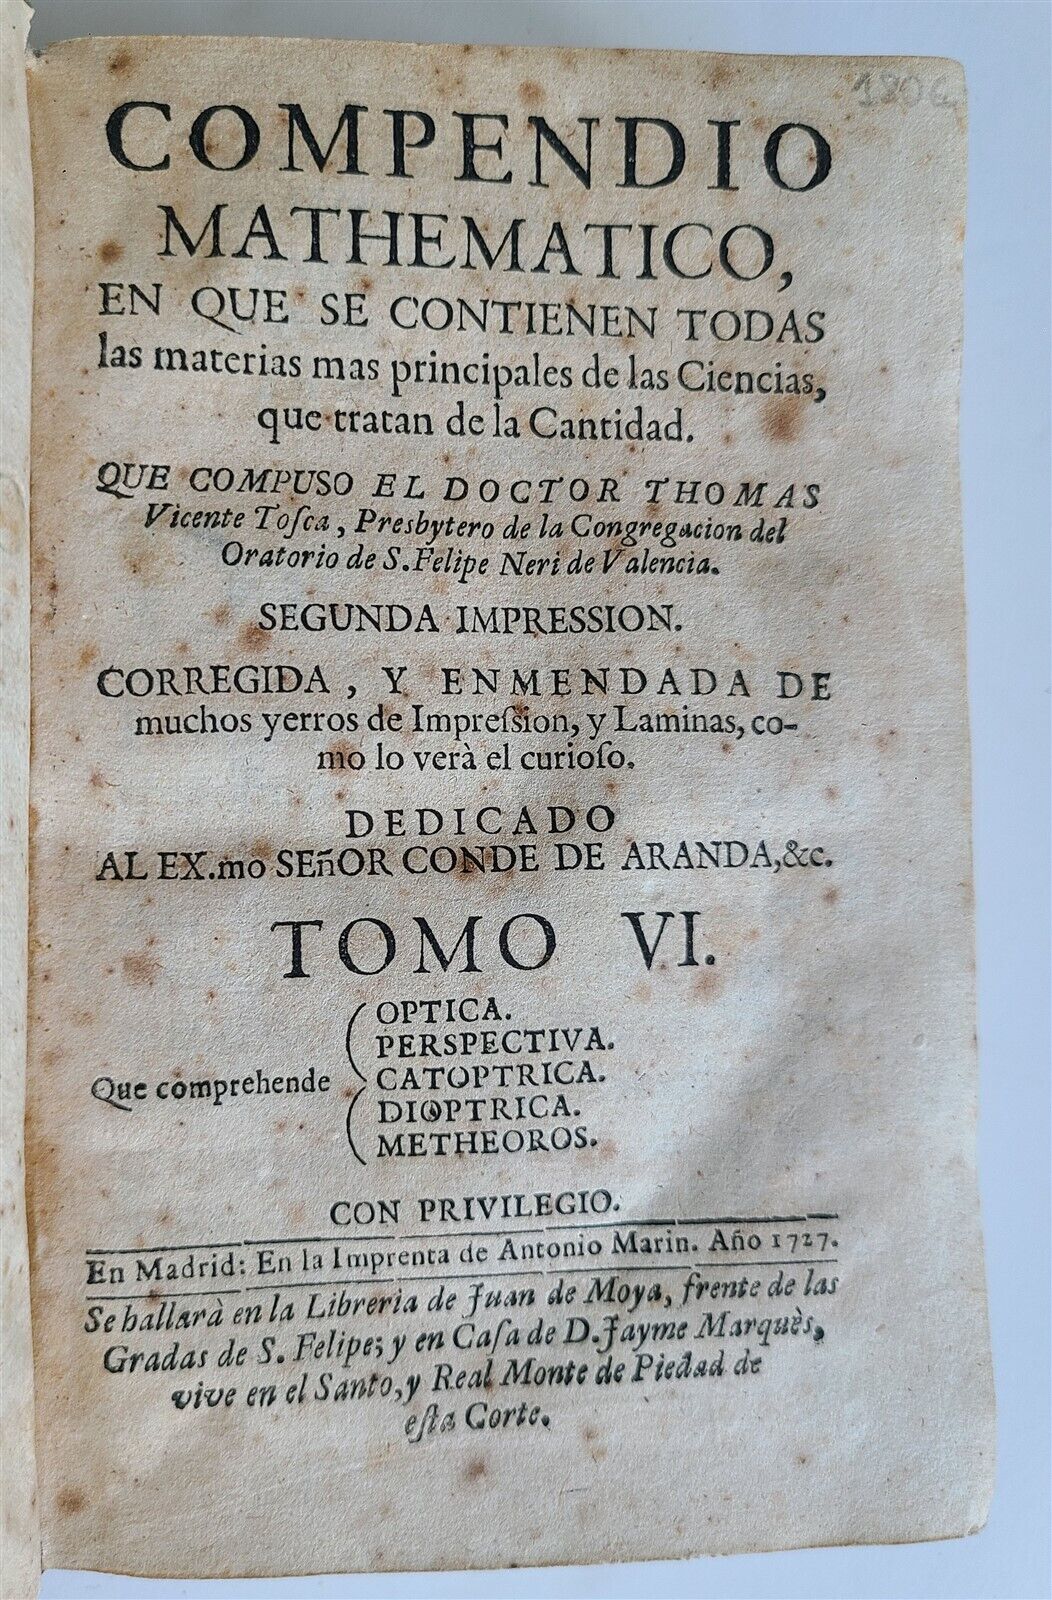 1806
COMPENDIO
MATHEMATICO,
EN QUE SE CONTIENEN TODAS
las materias mas principales de las Ciencias,
que tratan de la Cantidad.
QUE COMPUSO EL DOCTOR THOMAS
Vicente Toſca, Presbytero de la Congregacion del
Oratorio de S. Felipe Neri de Valencia.
SEGUNDA IMPRESSION.
CORREGIDA, Y ENMENDADA DE
muchos yerros de Impreſsion, y Laminas, co-
mo lo verà el curioſo.
DEDICADO
AL EX.mo SEñOR CONDE DE ARANDA,&c.
TOMO VI.
Que comprehende
OPTICA.
PERSPECTIVA.
CATOPTRICA.
DIOPTRICA.
METHEOROS.
CON PRIVILEGIO.
En Madrid: En la Imprenta de Antonio Marin. Año 1727.
Se hallarà en la Libreria de Juan de Moya, frente de las
Gradas de S. Felipe; y en Caſa de D. Jayme Marquès,
vive en el Santo, y Real Monte de Piedad de
eſta Corte.